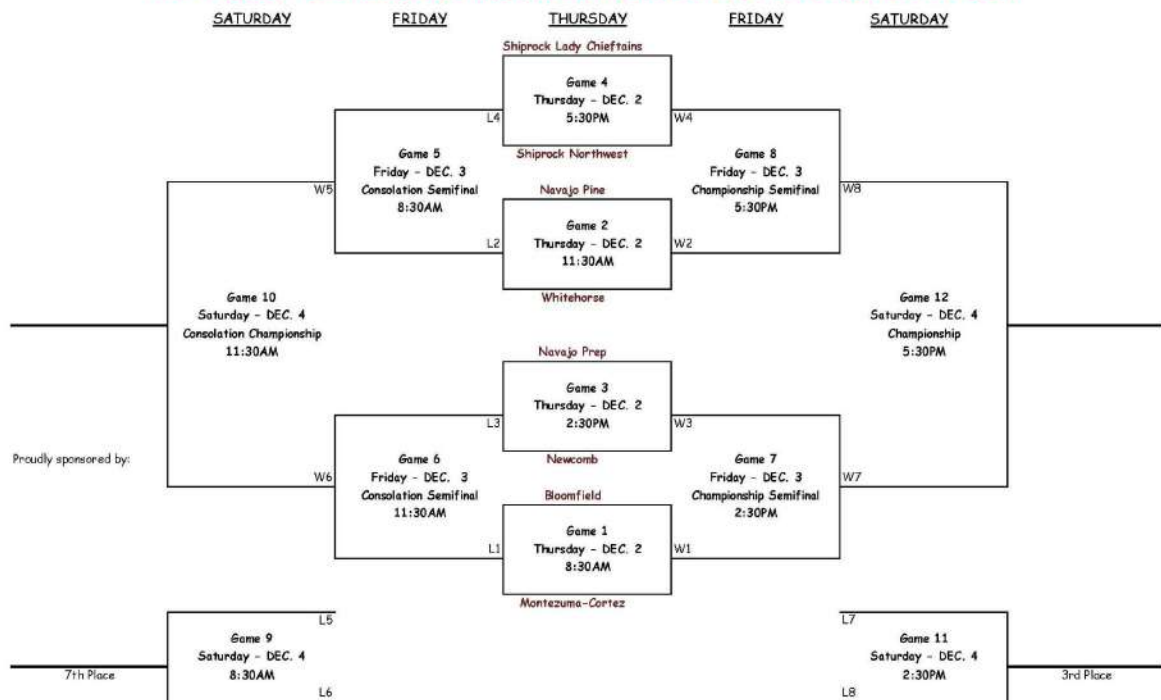 SATURDAY
FRIDAY
THURSDAY
FRIDAY
SATURDAY
Shiprock Lady Chieftains
Game 4
Thursday - DEC. 2
5:30PM
L4
W4
Shiprock Northwest
Game 5
Friday - DEC. 3
Consolation Semifinal
8:30AM
Game 8
Friday - DEC. 3
Championship Semifinal
5:30PM
W5
W8
Navajo Pine
Game 2
Thursday - DEC. 2
11:30AM
L2
W2
Whitehorse
Game 10
Saturday - DEC. 4
Consolation Championship
11:30AM
Game 12
Saturday - DEC. 4
Championship
5:30PM
Navajo Prep
Game 3
Thursday - DEC. 2
2:30PM
L3
W3
Newcomb
Proudly sponsored by:
Game 6
Friday - DEC. 3
Consolation Semifinal
11:30AM
Game 7
Friday - DEC. 3
Championship Semifinal
2:30PM
W6
W7
Bloomfield
Game 1
Thursday - DEC. 2
8:30AM
L1
W1
Montezuma-Cortez
L5
Game 9
Saturday - DEC. 4
8:30AM
7th Place
L6
L7
Game 11
Saturday - DEC. 4
2:30PM
3rd Place
L8